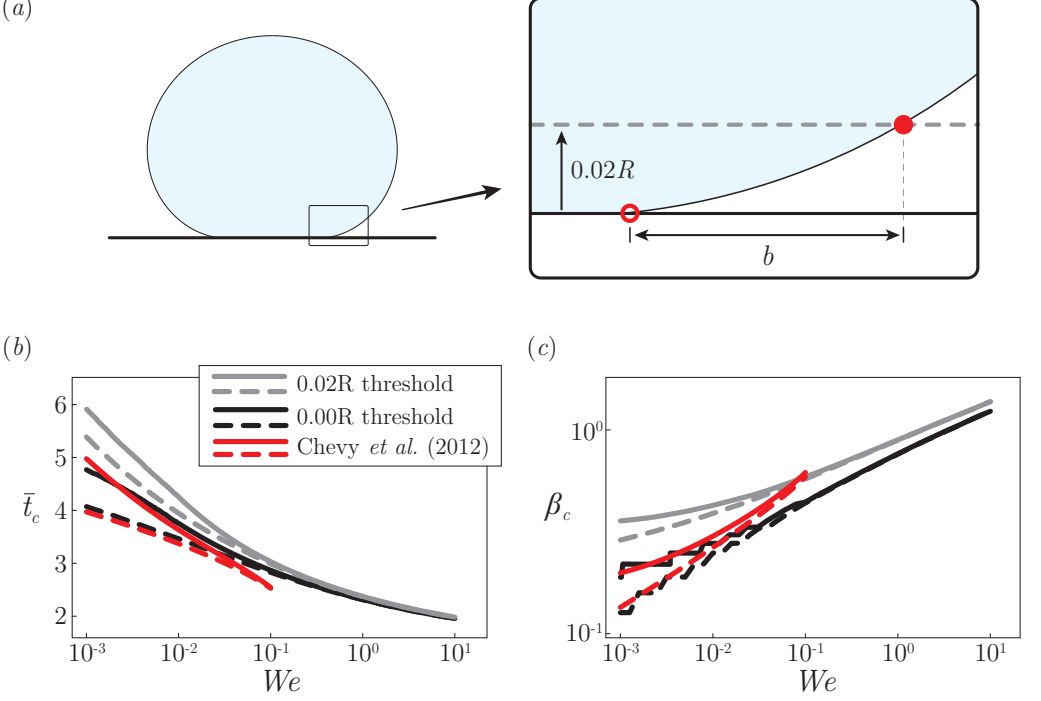 (a)
0.02R
b
(b)
(c)
0.02R threshold
0.00R threshold
Chevy et al. (2012)
6
5
4
3
2
t̄c
10-3
10-2
10-1
100
101
We
100
10-1
βc
10-3
10-2
10-1
100
101
We